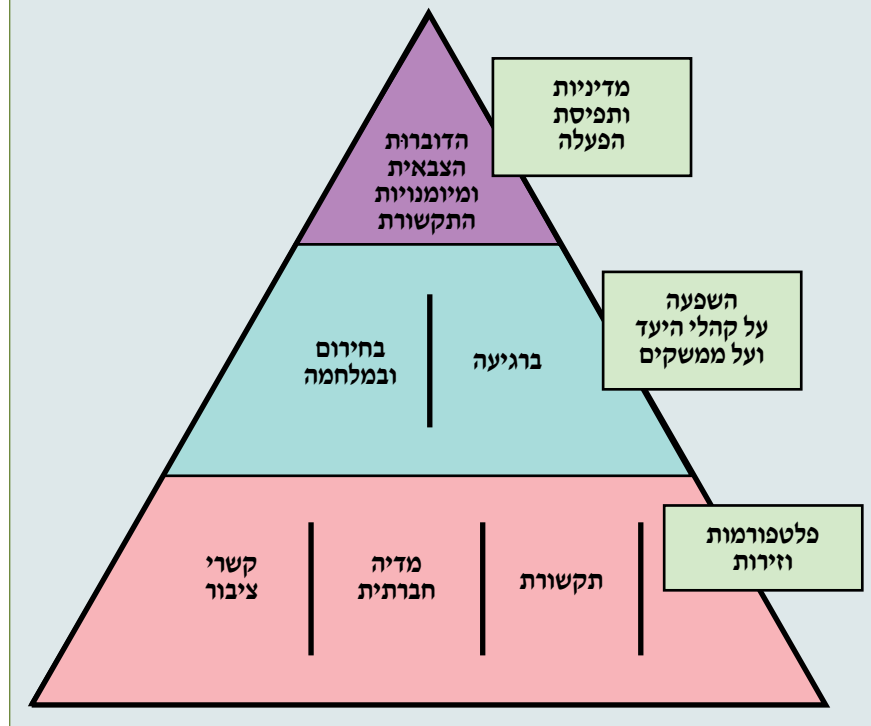 מדיניות
ותפיסת
הפעלה
הדוברוּת
הצבאית
ומיומנויות
התקשורת
השפעה
על קהלי היעד
ועל ממשקים
ברגיעה
בחירום
ובמלחמה
פלטפורמות
וזירות
תקשורת
מדיה
חברתית
קשרי
ציבור